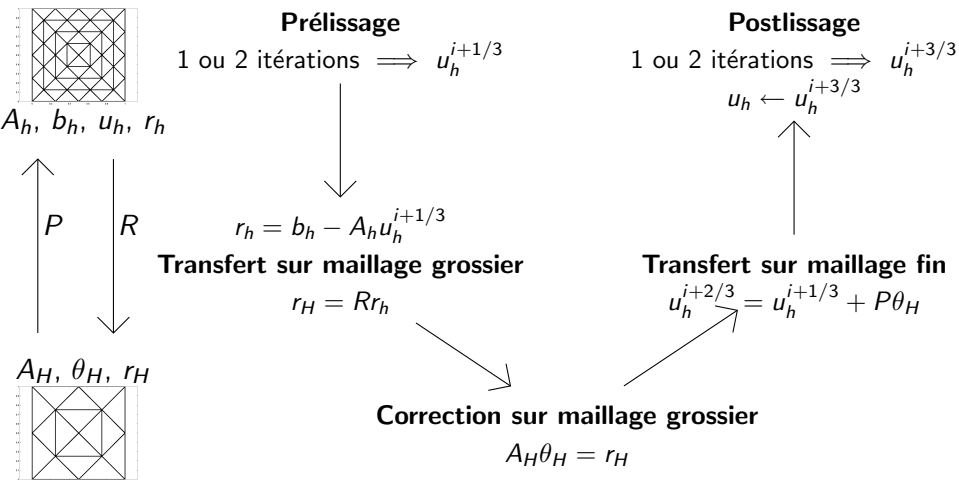 A_h, b_h, u_h, r_h
P
R
A_H, θ_H, r_H
Prélissage
1 ou 2 itérations ⟹ u_h^{i+1/3}
r_h = b_h − A_h u_h^{i+1/3}
Transfert sur maillage grossier
r_H = Rr_h
Correction sur maillage grossier
A_H θ_H = r_H
Postlissage
1 ou 2 itérations ⟹ u_h^{i+3/3}
u_h ← u_h^{i+3/3}
Transfert sur maillage fin
u_h^{i+2/3} = u_h^{i+1/3} + Pθ_H